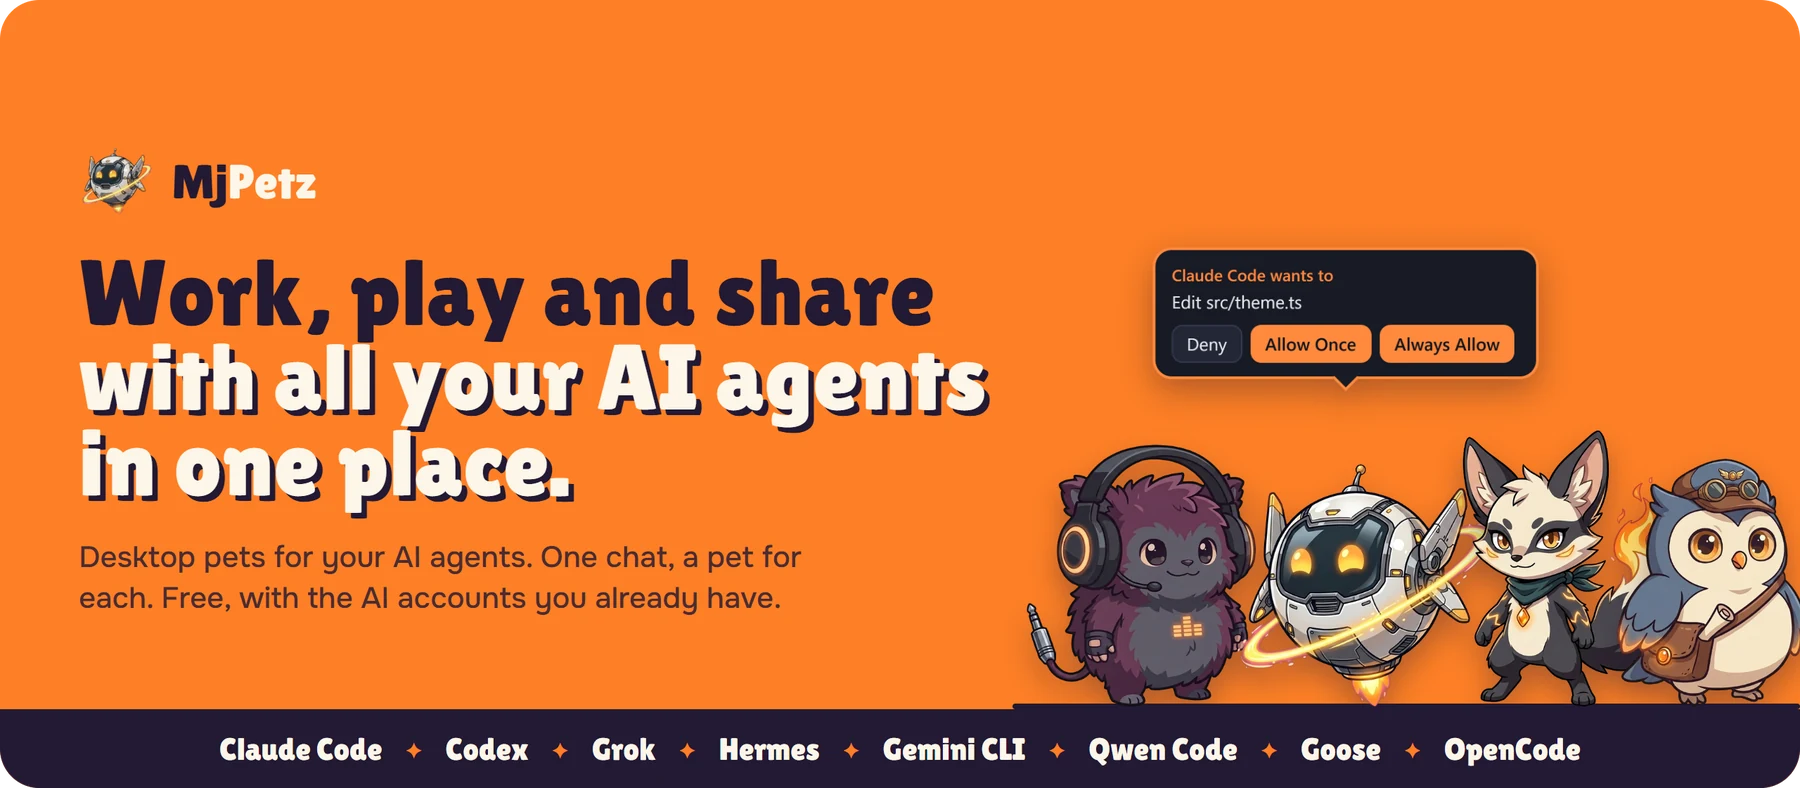 MjPetz
Work, play and share
with all your AI agents
in one place.
Desktop pets for your AI agents. One chat, a pet for
each. Free, with the AI accounts you already have.
Claude Code wants to
Edit src/theme.ts
Deny Allow Once Always Allow
Claude Code ✦ Codex ✦ Grok ✦ Hermes ✦ Gemini CLI ✦ Qwen Code ✦ Goose ✦ OpenCode